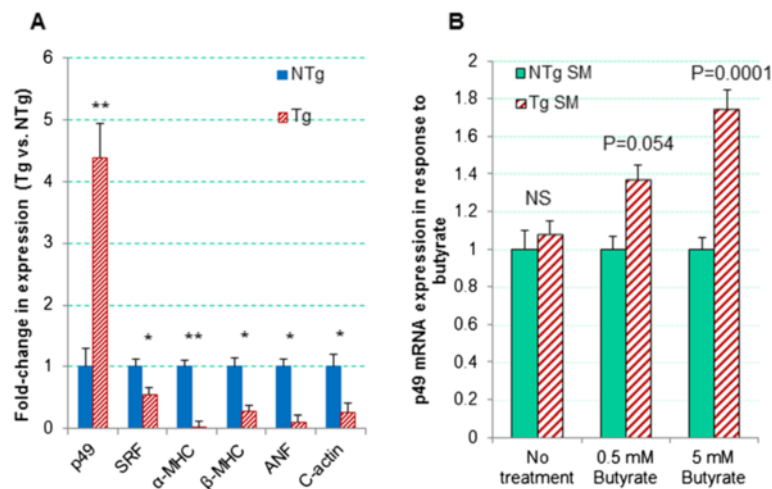 A
Fold-change in expression (Tg vs. NTg)
6
5
4
3
2
1
0
NTg
Tg
**
*
**
*
*
*
p49
SRF
α-MHC
β-MHC
ANF
C-actin
B
p49 mRNA expression in response to
butyrate
2
1.8
1.6
1.4
1.2
1
0.8
0.6
0.4
0.2
0
NTg SM
Tg SM
P=0.0001
P=0.054
NS
No
treatment
0.5 mM
Butyrate
5 mM
Butyrate